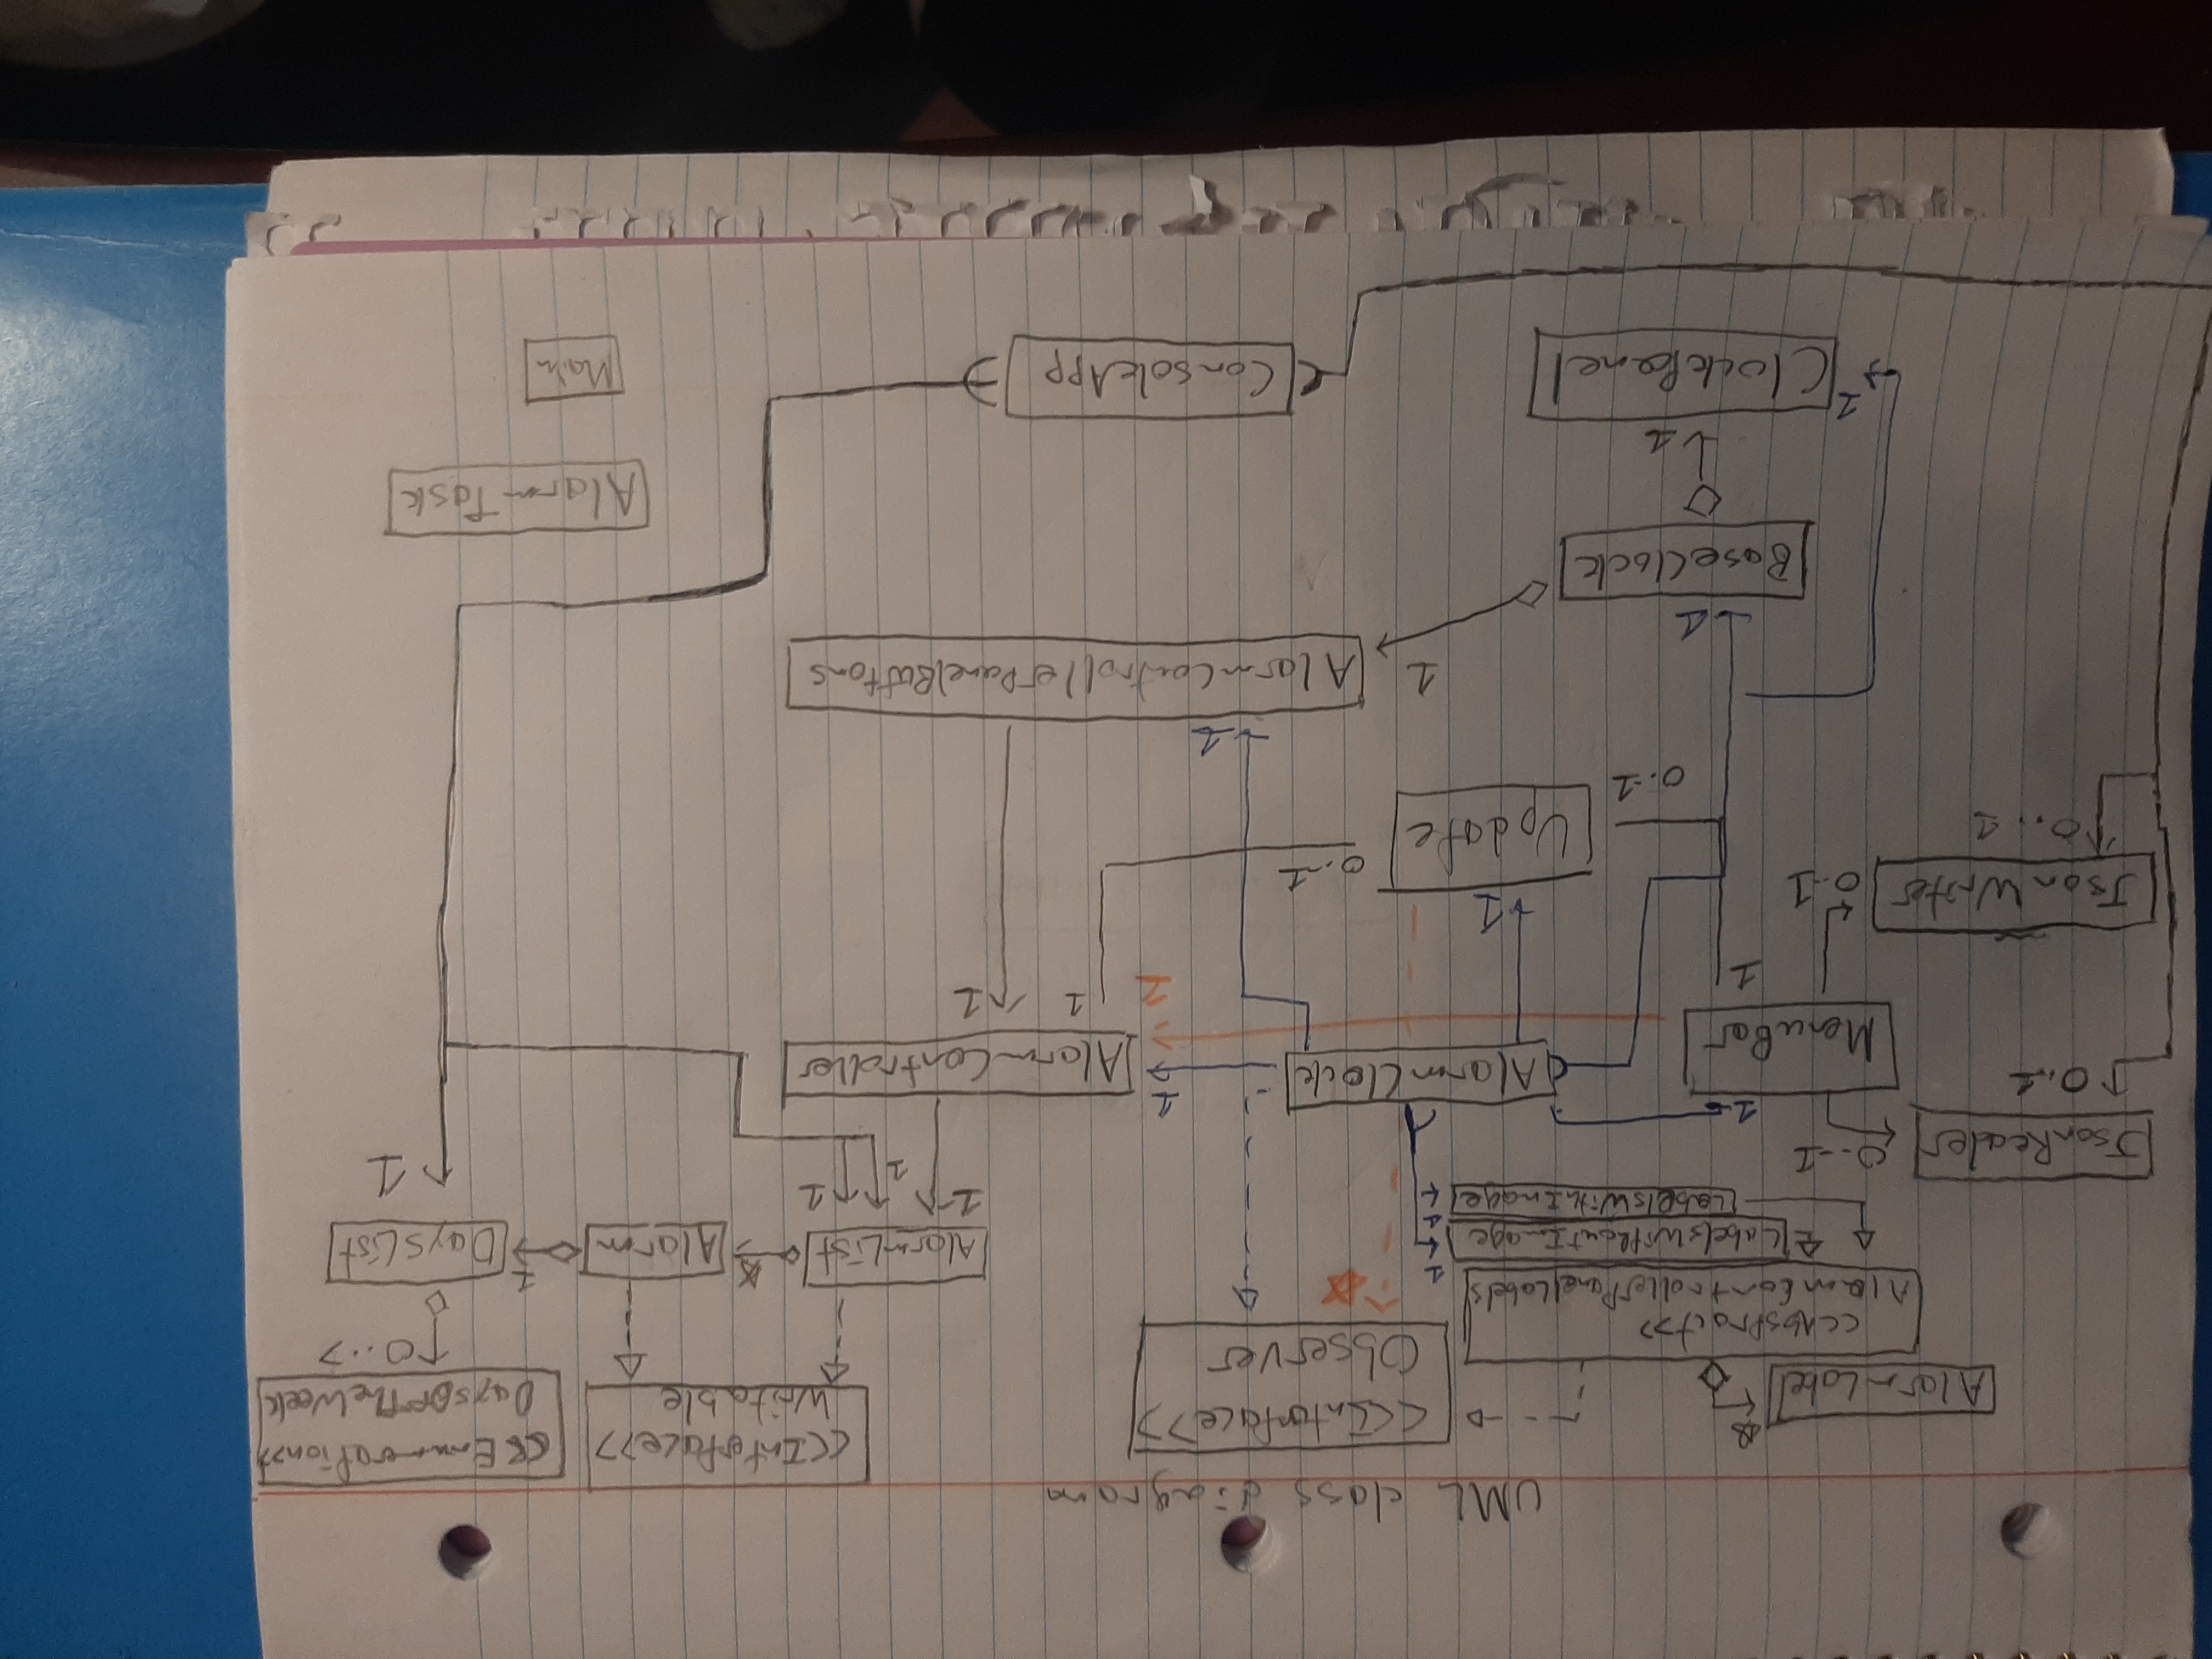 UML class diagram
<<Interface>>
Observer
<<Interface>>
Writable
<<Enumeration>>
DaysOfTheWeek
0..7
AlarmLabel
*
<<Abstract>>
AlarmControllerPanelLabels
1
LabelsWithoutImage
1
LabelsWithImage
*
AlarmList
*
Alarm
1
DaysList
1
1
1
1
JsonReader
0..1
0..1
MenuBar
1
1
AlarmClock
1
1
AlarmController
1
1
JsonWriter
0..1
0...1
0..1
Update
1
0..1
1
AlarmControllerPanelButtons
1
BaseClock
1
1
ClockPanel
1
ConsoleApp
AlarmTask
Main